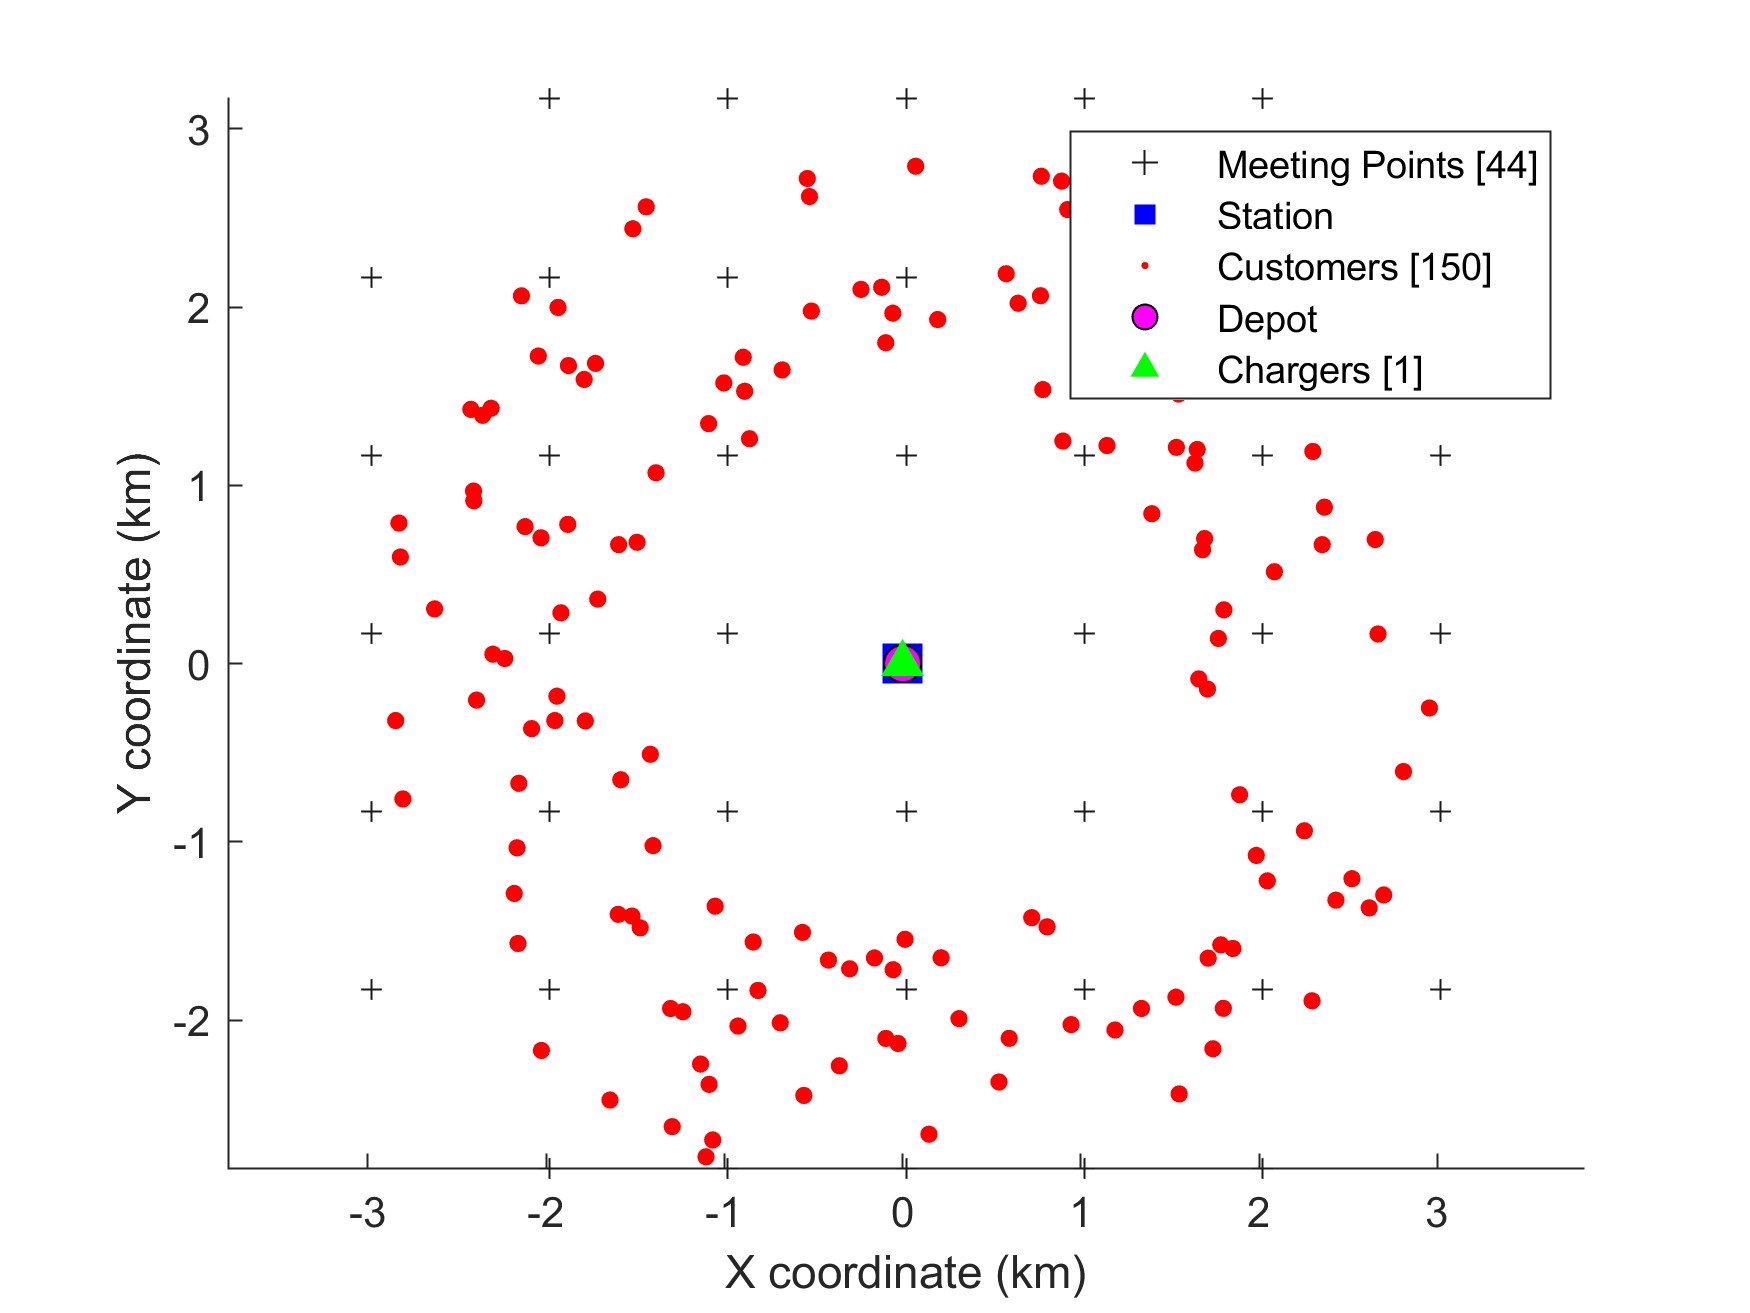 3
2
1
0
-1
-2
Y coordinate (km)
Meeting Points [44]
Station
Customers [150]
Depot
Chargers [1]
-3 -2 -1 0 1 2 3
X coordinate (km)